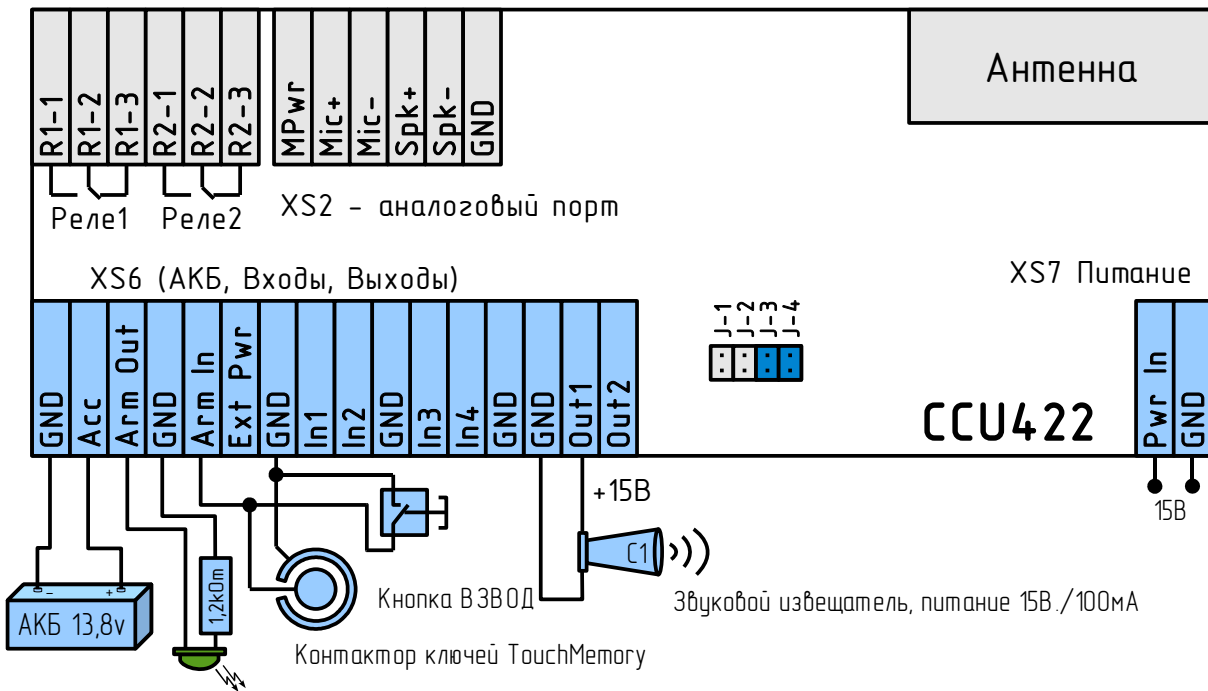 Антенна
R1-1
R1-2
R1-3
R2-1
R2-2
R2-3
MPwr
Mic+
Mic-
Spk+
Spk-
GND
Реле1
Реле2
XS2 - аналоговый порт
XS6 (АКБ, Входы, Выходы)
XS7 Питание
GND
Acc
Arm Out
GND
Arm In
Ext Pwr
GND
In1
In2
GND
In3
In4
GND
GND
Out1
Out2
J-1
J-2
J-3
J-4
CCU422
Pwr In
GND
+15В
15В
С1
- +
АКБ 13,8v
1,2kOm
Кнопка ВЗВОД
Звуковой извещатель, питание 15В./100мА
Контактор ключей TouchMemory